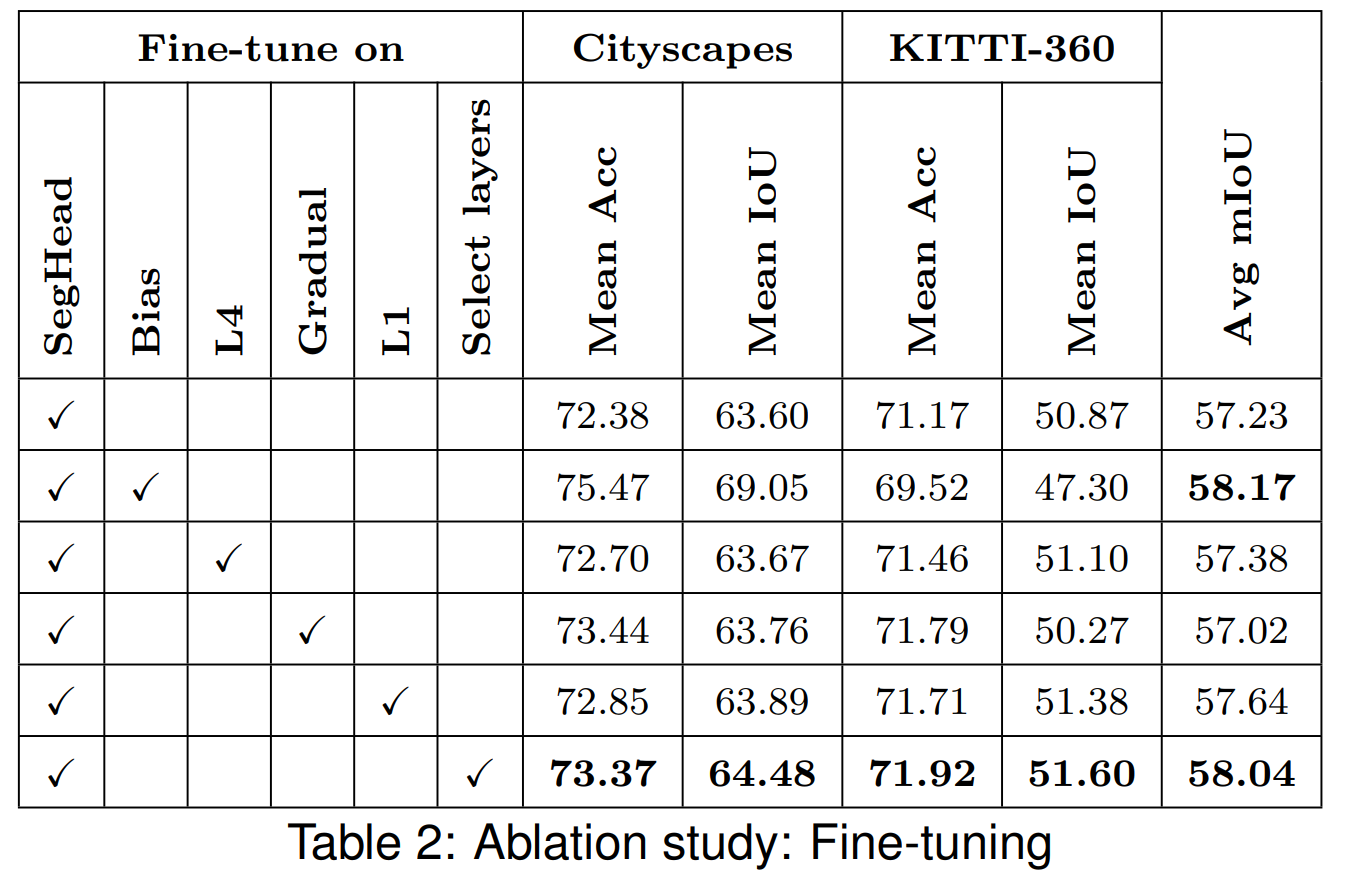 Fine-tune on Cityscapes KITTI-360
SegHead Bias L4 Gradual L1 Select layers Mean Acc Mean IoU Mean Acc Mean IoU Avg mIoU
✓ 72.38 63.60 71.17 50.87 57.23
✓ ✓ 75.47 69.05 69.52 47.30 58.17
✓ ✓ 72.70 63.67 71.46 51.10 57.38
✓ ✓ 73.44 63.76 71.79 50.27 57.02
✓ ✓ 72.85 63.89 71.71 51.38 57.64
✓ ✓ 73.37 64.48 71.92 51.60 58.04
Table 2: Ablation study: Fine-tuning